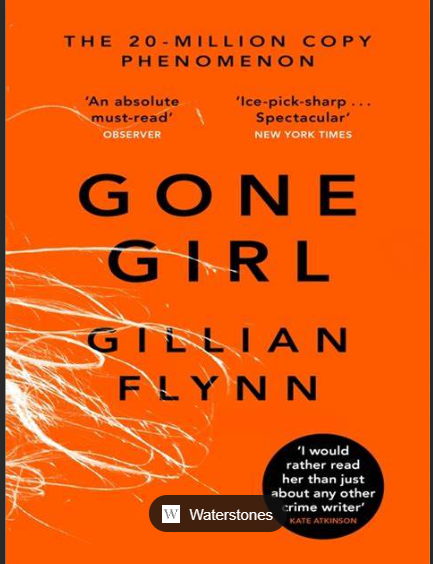 THE 20-MILLION COPY
PHENOMENON
‘An absolute
must-read’
OBSERVER
‘Ice-pick-sharp ...
Spectacular’
NEW YORK TIMES
GONE
GIRL
GILLIAN
FLYNN
‘I would
rather read
her than just
about any other
crime writer’
KATE ATKINSON
W Waterstones